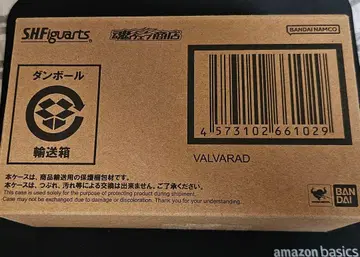 S.H.Figuarts
魂ウェブ商店
BANDAI NAMCO
ダンボール
輸送箱
4 573102 661029
VALVARAD
本ケースは、商品輸送用の保護梱包材です。
本ケースの、つぶれ、汚れ等による交換は出来ません。ご了承ください。
This case is used solely for the purpose of protecting product during shipment.
Case may not be exchanged due to damage or discoloration. Thank you for your understanding.
BAN
DAI
amazon basics